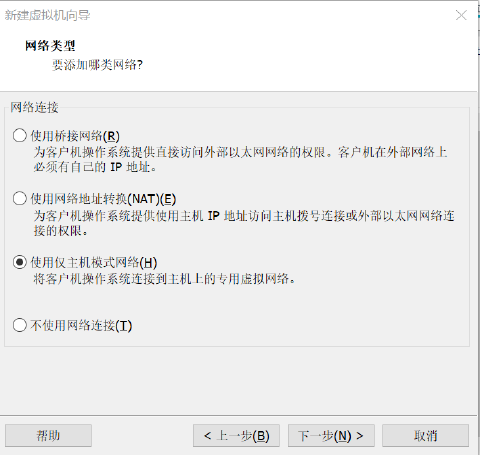 新建虚拟机向导
网络类型
要添加哪类网络?
网络连接
使用桥接网络(R)
为客户机操作系统提供直接访问外部以太网网络的权限。客户机在外部网络上
必须有自己的 IP 地址。
使用网络地址转换(NAT)(E)
为客户机操作系统提供使用主机 IP 地址访问主机拨号连接或外部以太网网络连
接的权限。
使用仅主机模式网络(H)
将客户机操作系统连接到主机上的专用虚拟网络。
不使用网络连接(T)
帮助
< 上一步(B)
下一步(N) >
取消